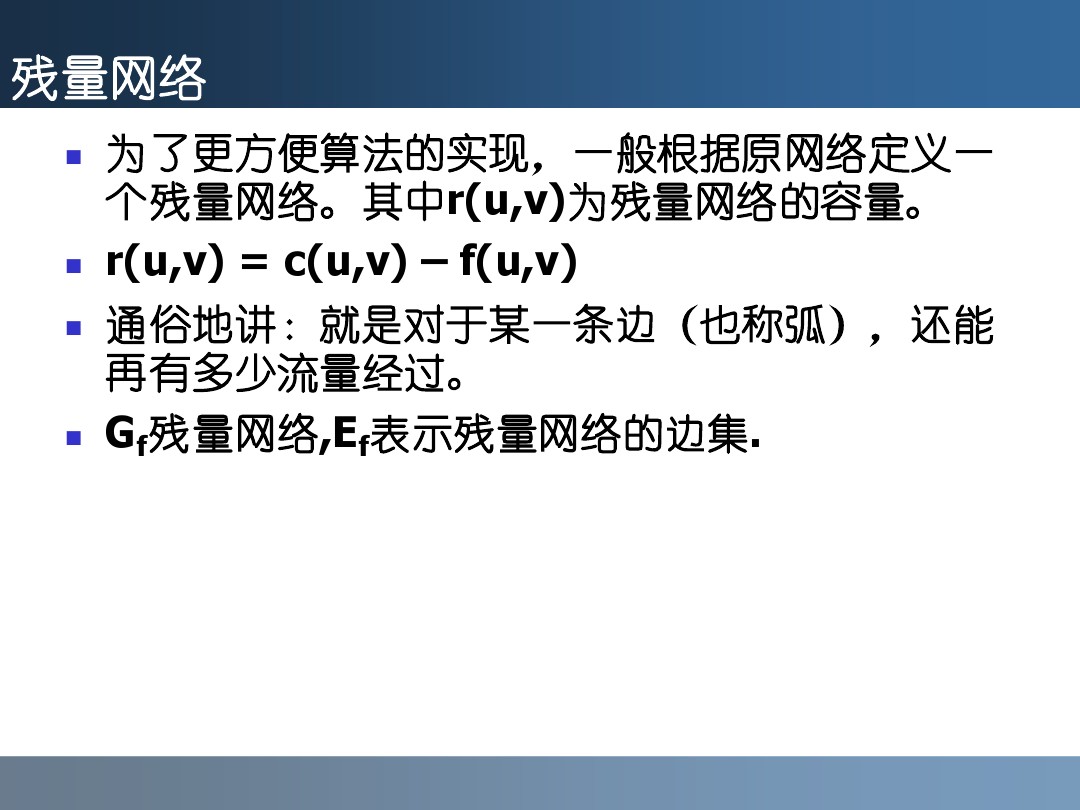 残量网络
为了更方便算法的实现，一般根据原网络定义一
个残量网络。其中r(u,v)为残量网络的容量。
r(u,v) = c(u,v) – f(u,v)
通俗地讲：就是对于某一条边（也称弧），还能
再有多少流量经过。
Gf残量网络,Ef表示残量网络的边集.